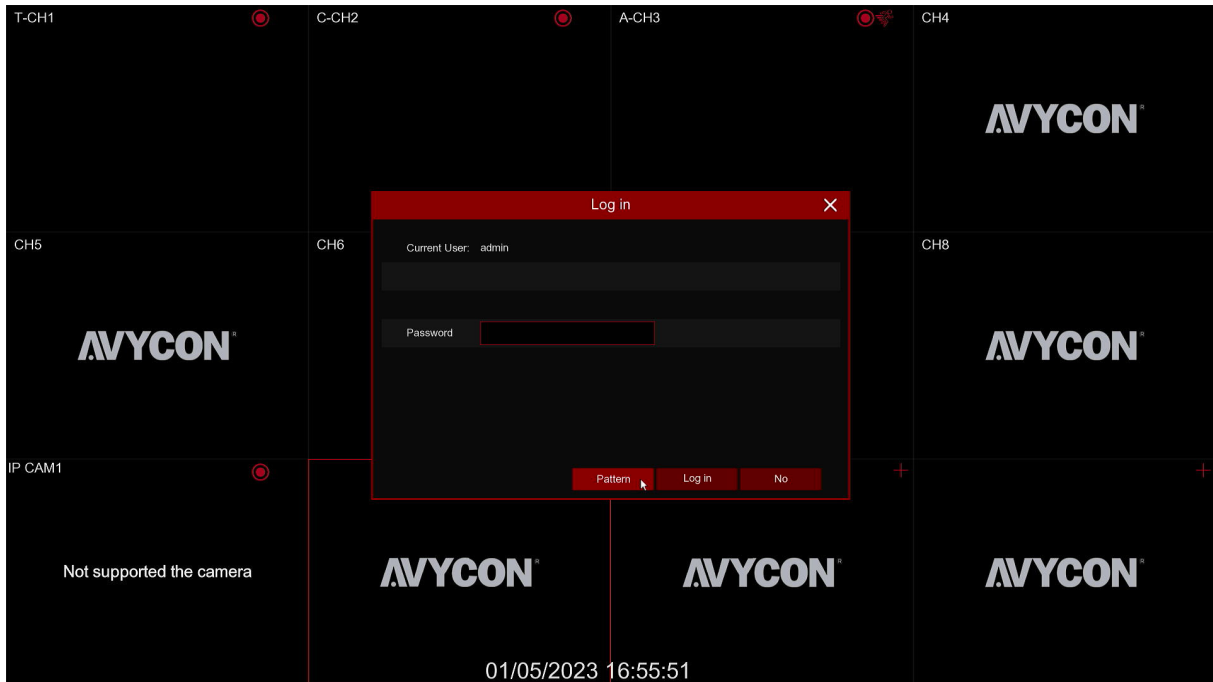 T-CH1
C-CH2
A-CH3
CH4
AVYCON®
Log in
CH5
CH6
Current User: admin
CH8
Password
AVYCON®
AVYCON®
IP CAM1
Pattern
Log in
No
Not supported the camera
AVYCON®
AVYCON®
AVYCON®
01/05/2023 16:55:51